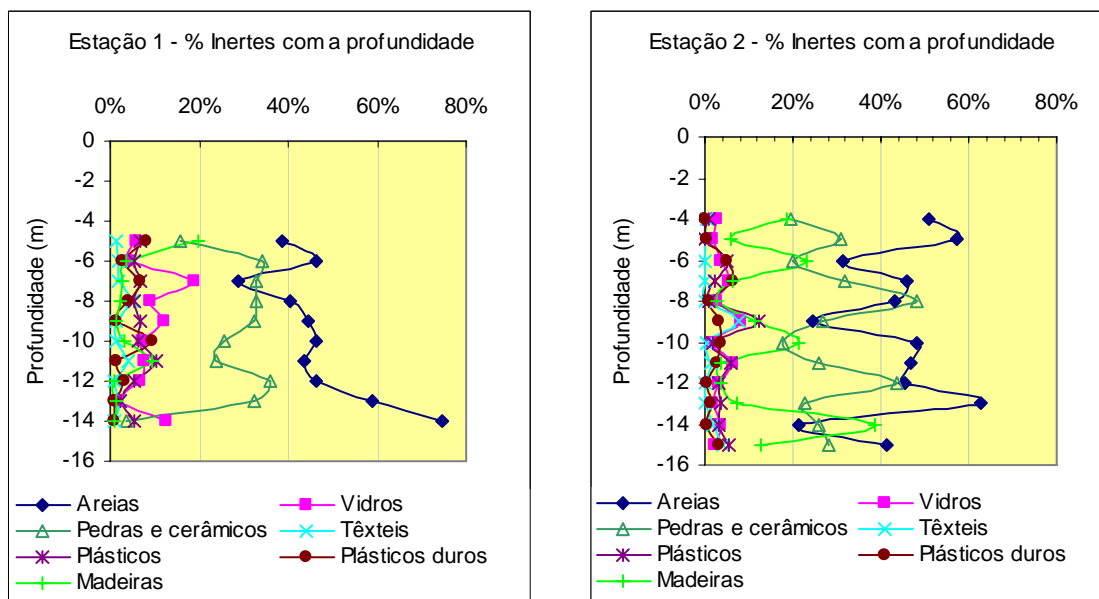 Estação 1 - % Inertes com a profundidade
0% 20% 40% 60% 80%
0
-2
-4
-6
-8
-10
-12
-14
-16
Profundidade (m)
Areias Vidros
Pedras e cerâmicos Têxteis
Plásticos Plásticos duros
Madeiras
Estação 2 - % Inertes com a profundidade
0% 20% 40% 60% 80%
0
-2
-4
-6
-8
-10
-12
-14
-16
Profundidade (m)
Areias Vidros
Pedras e cerâmicos Têxteis
Plásticos Plásticos duros
Madeiras